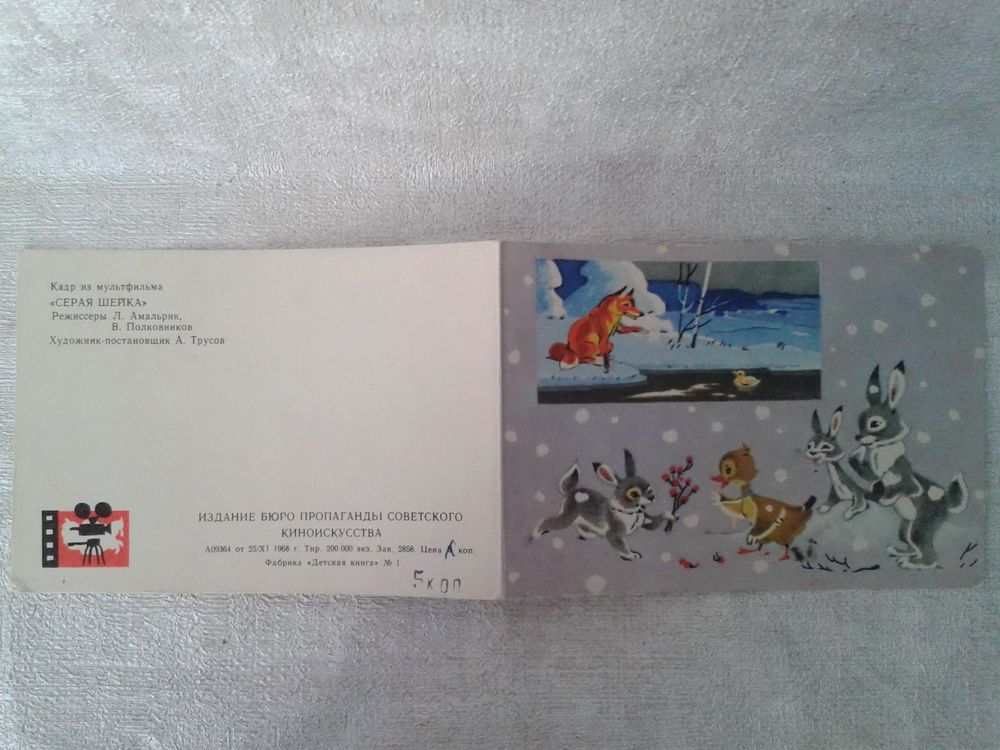 Кадр из мультфильма
«СЕРАЯ ШЕЙКА»
Режиссеры Л. Амальрик,
В. Полковников
Художник-постановщик А. Трусов
ИЗДАНИЕ БЮРО ПРОПАГАНДЫ СОВЕТСКОГО
КИНОИСКУССТВА
А09364 от 25/XI 1968 г. Тир. 200 000 экз. Зак. 2858. Цена коп.
Фабрика «Детская книга» № 1
5 коп